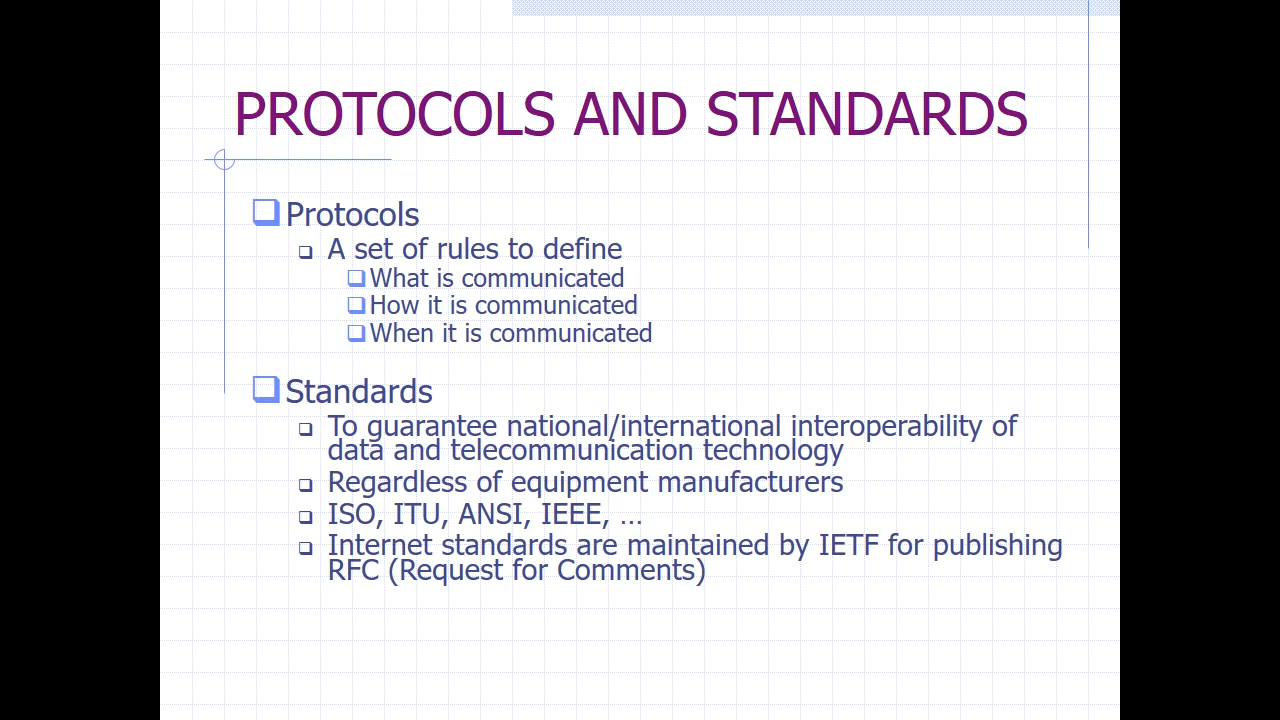 PROTOCOLS AND STANDARDS
Protocols
A set of rules to define
What is communicated
How it is communicated
When it is communicated
Standards
To guarantee national/international interoperability of
data and telecommunication technology
Regardless of equipment manufacturers
ISO, ITU, ANSI, IEEE, …
Internet standards are maintained by IETF for publishing
RFC (Request for Comments)